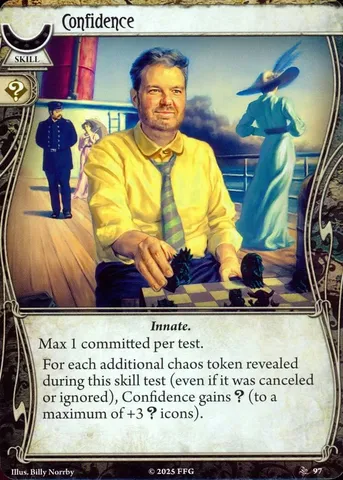 Confidence
SKILL
?
Innate.
Max 1 committed per test.
For each additional chaos token revealed
during this skill test (even if it was canceled
or ignored), Confidence gains ? (to a
maximum of +3 ? icons).
Illus. Billy Norrby
© 2025 FFG
97